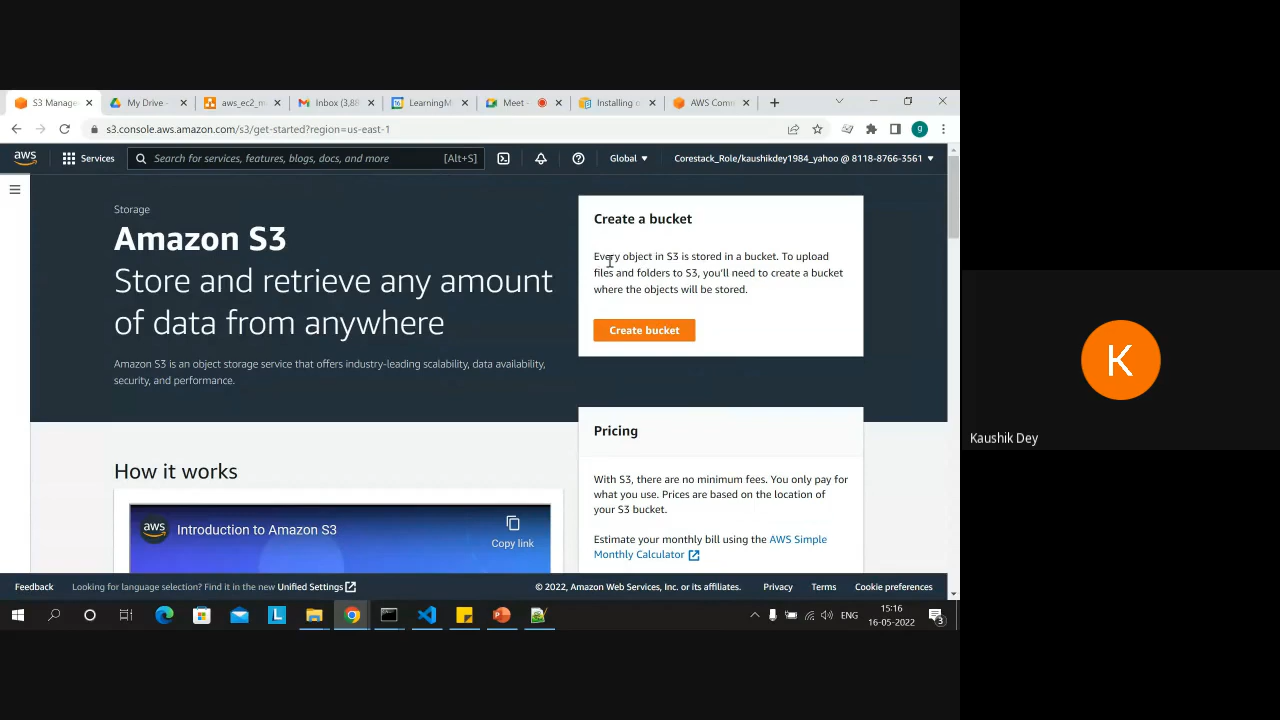 S3 Manage
My Drive -
aws_ec2_m
Inbox (3,88
LearningM
Meet -
Installing o
AWS Com
s3.console.aws.amazon.com/s3/get-started?region=us-east-1
aws
Services
Search for services, features, blogs, docs, and more
[Alt+S]
Global
Corestack_Role/kaushikdey1984_yahoo @ 8118-8766-3561
Storage
Amazon S3
Store and retrieve any amount
of data from anywhere
Amazon S3 is an object storage service that offers industry-leading scalability, data availability,
security, and performance.
Create a bucket
Every object in S3 is stored in a bucket. To upload
files and folders to S3, you'll need to create a bucket
where the objects will be stored.
Create bucket
Pricing
With S3, there are no minimum fees. You only pay for
what you use. Prices are based on the location of
your S3 bucket.
Estimate your monthly bill using the AWS Simple
Monthly Calculator
How it works
aws
Introduction to Amazon S3
Copy link
Feedback
Looking for language selection? Find it in the new Unified Settings
© 2022, Amazon Web Services, Inc. or its affiliates.
Privacy
Terms
Cookie preferences
ENG
15:16
16-05-2022
3
K
Kaushik Dey